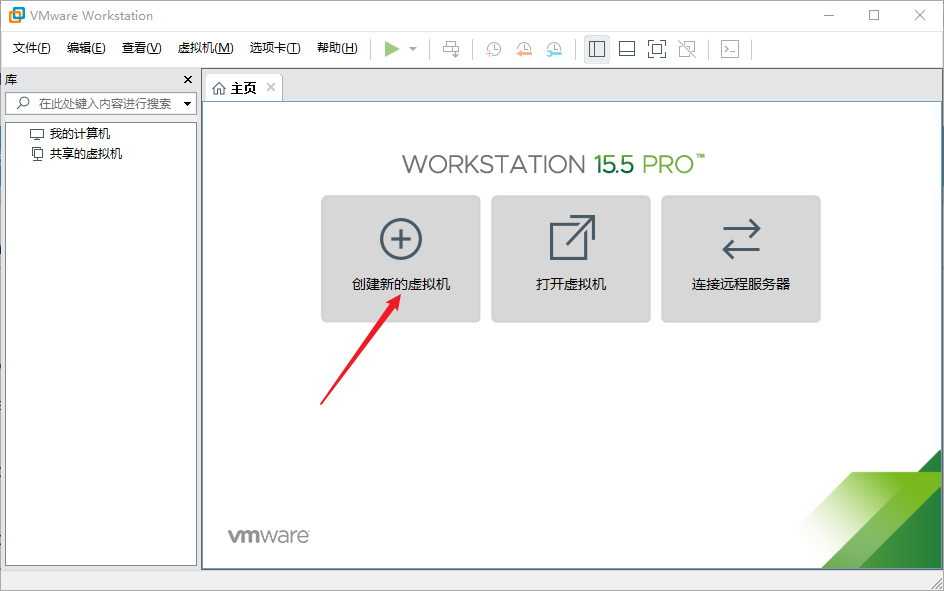 VMware Workstation
文件(F) 编辑(E) 查看(V) 虚拟机(M) 选项卡(T) 帮助(H)
库
在此处键入内容进行搜索
我的计算机
共享的虚拟机
主页
WORKSTATION 15.5 PRO™
创建新的虚拟机
打开虚拟机
连接远程服务器
vmware